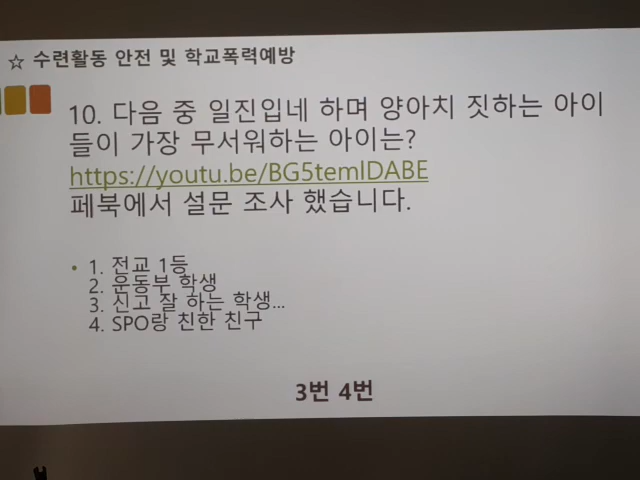 ☆ 수련활동 안전 및 학교폭력예방
10. 다음 중 일진입네 하며 양아치 짓하는 아이
들이 가장 무서워하는 아이는?
https://youtu.be/BG5temIDABE
페북에서 설문 조사 했습니다.
• 1. 전교 1등
2. 운동부 학생
3. 신고 잘 하는 학생...
4. SPO랑 친한 친구
3번 4번